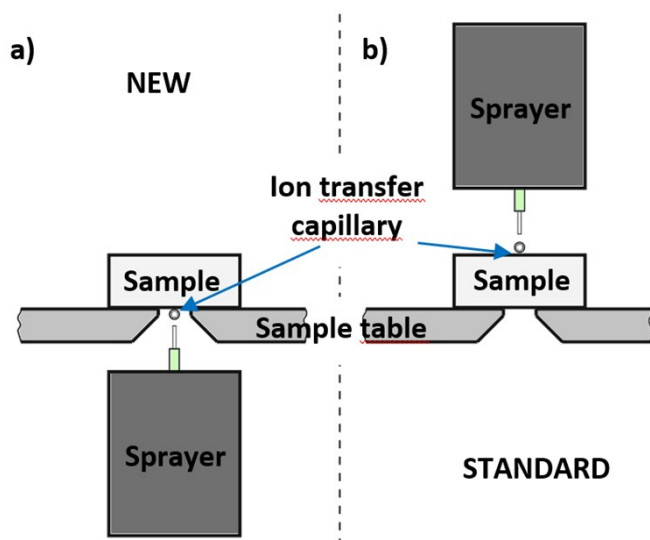 a)
NEW
b)
Sprayer
Ion transfer
capillary
Sample
Sample
Sample table
Sprayer
STANDARD